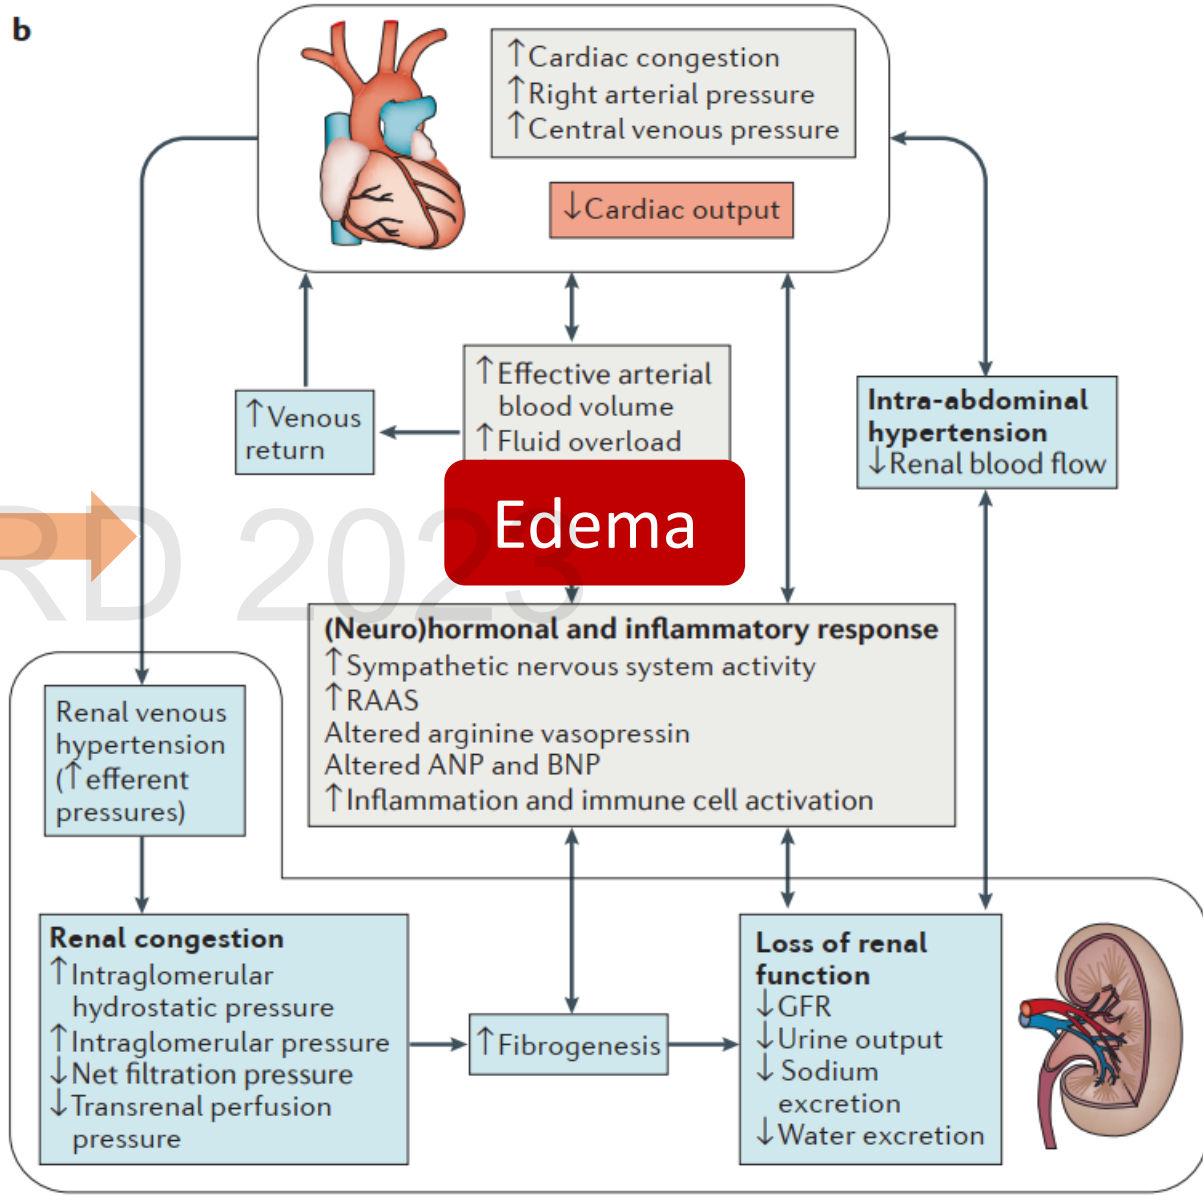 b
↑Cardiac congestion
↑Right arterial pressure
↑Central venous pressure
↓Cardiac output
↑Effective arterial
blood volume
↑Fluid overload
↑Venous
return
Intra-abdominal
hypertension
↓Renal blood flow
Edema
RD 2023
(Neuro)hormonal and inflammatory response
↑Sympathetic nervous system activity
↑RAAS
Altered arginine vasopressin
Altered ANP and BNP
↑Inflammation and immune cell activation
Renal venous
hypertension
(↑efferent
pressures)
Renal congestion
↑Intraglomerular
hydrostatic pressure
↑Intraglomerular pressure
↓Net filtration pressure
↓Transrenal perfusion
pressure
↑Fibrogenesis
Loss of renal
function
↓GFR
↓Urine output
↓Sodium
excretion
↓Water excretion